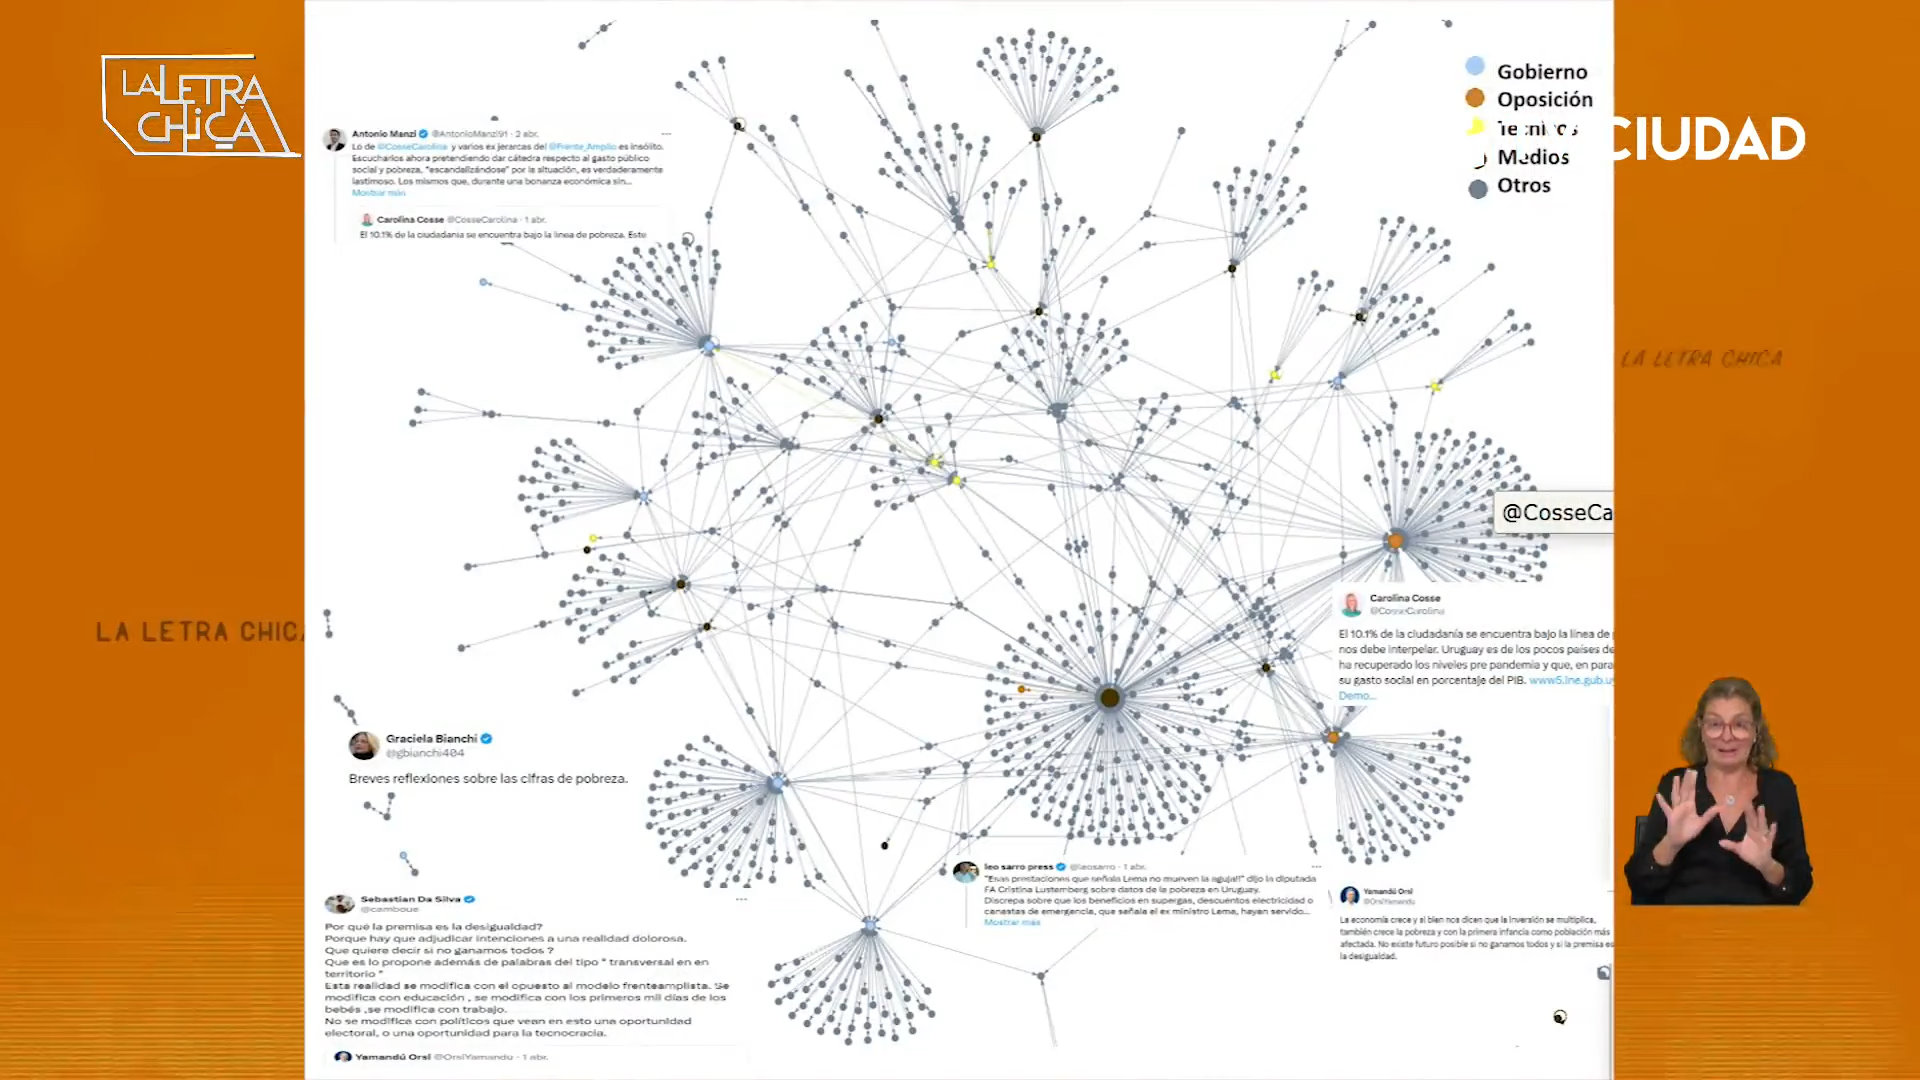 LA LETRA
CHICA
Gobierno
Oposición
Técnicos
Medios
Otros
CIUDAD
Antonio Manzi @AntonioManzi91 · 2 abr.
Lo de @CosseCarolina y varios ex jerarcas del @Frente_Amplio es insólito.
Escucharlos ahora pretendiendo dar cátedra respecto al gasto público
social y pobreza, "escandalizándose" por la situación, es verdaderamente
lastimoso. Los mismos que, durante una bonanza económica sin...
Mostrar más
Carolina Cosse @CosseCarolina · 1 abr.
El 10.1% de la ciudadanía se encuentra bajo la línea de pobreza. Este
LA LETRA CHICA
@CosseCa
Carolina Cosse
@CosseCarolina
El 10.1% de la ciudadanía se encuentra bajo la línea de
nos debe interpelar. Uruguay es de los pocos países de
ha recuperado los niveles pre pandemia y que, en para
su gasto social en porcentaje del PIB. www5.ine.gub.u
Demo...
LA LETRA CHIC
Graciela Bianchi
@gbianchi404
Breves reflexiones sobre las cifras de pobreza.
leo sarro press @leosarro · 1 abr.
"Esas prestaciones que señala Lema no mueven la aguja!!" dijo la diputada
FA Cristina Lustemberg sobre datos de la pobreza en Uruguay.
Discrepa sobre que los beneficios en supergas, descuentos electricidad o
canastas de emergencia, que señala el ex ministro Lema, hayan servido...
Mostrar más
Yamandú Orsi
@OrsiYamandu
La economía crece y si bien nos dicen que la inversión se multiplica,
también crece la pobreza y con la primera infancia como población más
afectada. No existe futuro posible si no ganamos todos y si la premisa es
la desigualdad.
Sebastian Da Silva
@camboue
Por qué la premisa es la desigualdad?
Porque hay que adjudicar intenciones a una realidad dolorosa.
Que quiere decir si no ganamos todos ?
Que es lo propone además de palabras del tipo " transversal en en
territorio "
Esta realidad se modifica con el opuesto al modelo frenteamplista. Se
modifica con educación , se modifica con los primeros mil días de los
bebés ,se modifica con trabajo.
No se modifica con políticos que vean en esto una oportunidad
electoral, o una oportunidad para la tecnocracia.
Yamandú Orsi @OrsiYamandu · 1 abr.